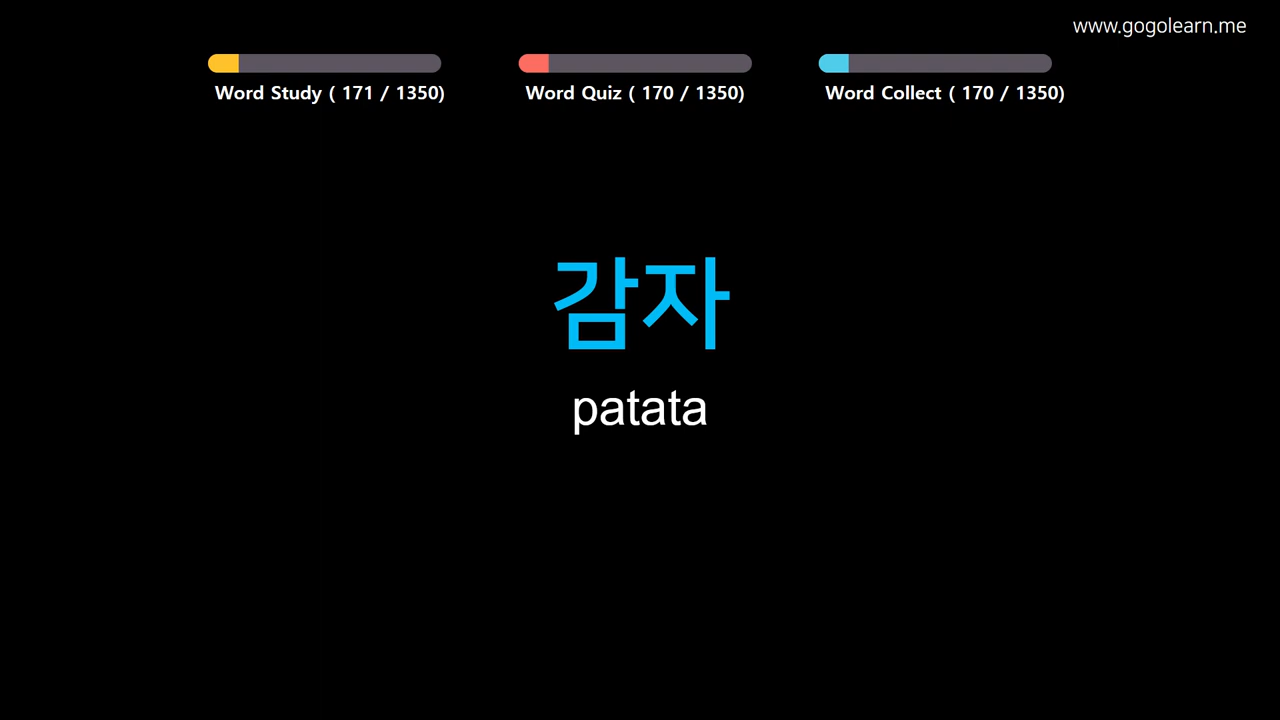 www.gogolearn.me
Word Study ( 171 / 1350)
Word Quiz ( 170 / 1350)
Word Collect ( 170 / 1350)
감자
patata